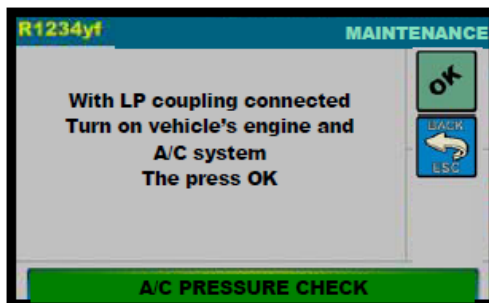 R1234yf
MAINTENANCE
OK
With LP coupling connected
Turn on vehicle's engine and
A/C system
The press OK
BACK
ESC
A/C PRESSURE CHECK